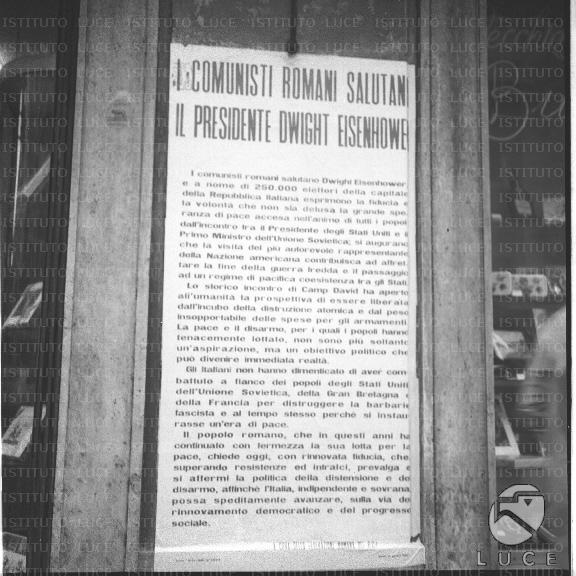 I COMUNISTI ROMANI SALUTAN
IL PRESIDENTE DWIGHT EISENHOWE
I comunisti romani salutano Dwight Eisenhower
e a nome di 250.000 elettori della capitale
della Repubblica italiana esprimono la fiducia e
la volontà che non sia delusa la grande spe-
ranza di pace accesa nell'animo di tutti i popoli
dall'incontro fra il Presidente degli Stati Uniti e il
Primo Ministro dell'Unione Sovietica; si augurano
che la visita del più autorevole rappresentante
della Nazione americana contribuisca ad affret-
tare la fine della guerra fredda e il passaggio
ad un regime di pacifica coesistenza tra gli Stati.
Lo storico incontro di Camp David ha aperto
all'umanità la prospettiva di essere liberata
dall'incubo della distruzione atomica e dal peso
insopportabile delle spese per gli armamenti.
La pace e il disarmo, per i quali i popoli hanno
tenacemente lottato, non sono più soltanto
un'aspirazione, ma un obiettivo politico che
può divenire immediata realtà.
Gli Italiani non hanno dimenticato di aver com-
battuto a fianco dei popoli degli Stati Uniti
dell'Unione Sovietica, della Gran Bretagna e
della Francia per distruggere la barbarie
fascista e al tempo stesso perchè si instau-
rasse un'era di pace.
Il popolo romano, che in questi anni ha
continuato con fermezza la sua lotta per la
pace, chiede oggi, con rinnovata fiducia, che,
superando resistenze ed intralci, prevalga e
si affermi la politica della distensione e del
disarmo, affinchè l'Italia, indipendente e sovrana
possa speditamente avanzare, sulla via del
rinnovamento democratico e del progresso
sociale.
ISTITUTO LUCE
LUCE